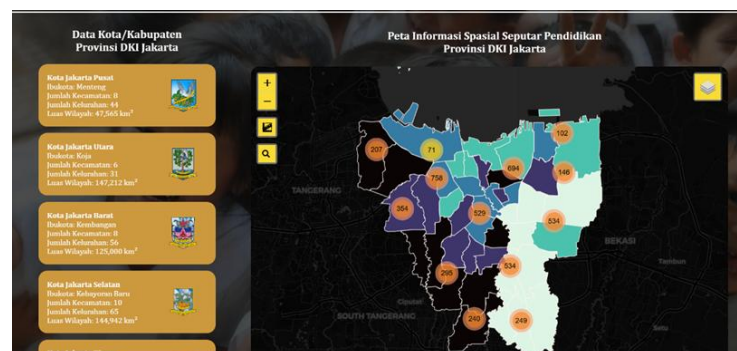 Data Kota/Kabupaten
Provinsi DKI Jakarta
Kota Jakarta Pusat
Ibukota: Menteng
Jumlah Kecamatan: 8
Jumlah Kelurahan: 44
Luas Wilayah: 47,565 km²
Kota Jakarta Utara
Ibukota: Koja
Jumlah Kecamatan: 6
Jumlah Kelurahan: 31
Luas Wilayah: 147,212 km²
Kota Jakarta Barat
Ibukota: Kembangan
Jumlah Kecamatan: 8
Jumlah Kelurahan: 56
Luas Wilayah: 125,000 km²
Kota Jakarta Selatan
Ibukota: Kebayoran Baru
Jumlah Kecamatan: 10
Jumlah Kelurahan: 65
Luas Wilayah: 144,942 km²
Peta Informasi Spasial Seputar Pendidikan
Provinsi DKI Jakarta
+
−
102
207
71
694
146
758
TANGERANG
354
529
534
BEKASI
Tambun
534
295
Ciputat
SOUTH TANGERANG
240
249
Setu